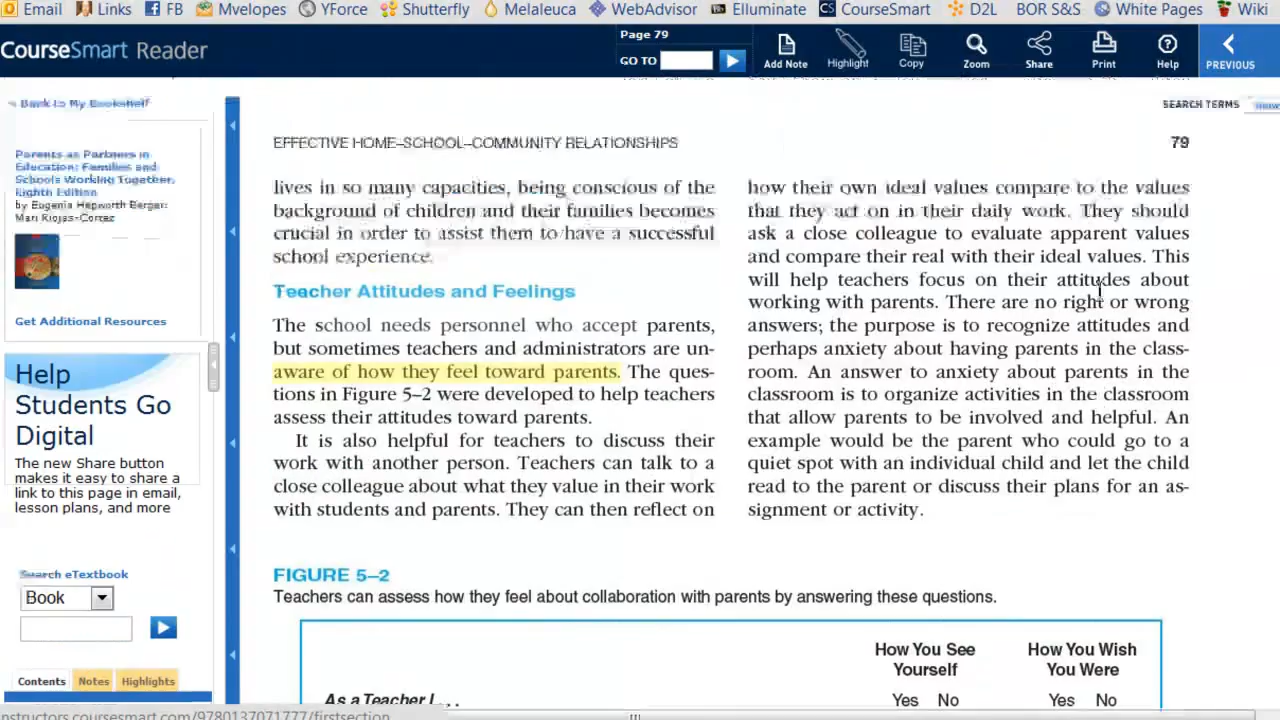 Email Links FB Mvelopes YForce Shutterfly Melaleuca WebAdvisor Elluminate CourseSmart D2L BOR S&S White Pages Wiki
CourseSmart Reader
Page 79
GO TO
Add Note Highlight Copy Zoom Share Print Help PREVIOUS
Back to My Bookshelf
SEARCH TERMS
Parents as Partners in
Education: Families and
Schools Working Together,
Eighth Edition
by Eugenia Hepworth Berger;
Mari Riojas-Cortez
Get Additional Resources
Help
Students Go
Digital
The new Share button
makes it easy to share a
link to this page in email,
lesson plans, and more
Search eTextbook
Book
Contents Notes Highlights
EFFECTIVE HOME–SCHOOL–COMMUNITY RELATIONSHIPS 79
lives in so many capacities, being conscious of the
background of children and their families becomes
crucial in order to assist them to have a successful
school experience.
Teacher Attitudes and Feelings
The school needs personnel who accept parents,
but sometimes teachers and administrators are un-
aware of how they feel toward parents. The ques-
tions in Figure 5–2 were developed to help teachers
assess their attitudes toward parents.
It is also helpful for teachers to discuss their
work with another person. Teachers can talk to a
close colleague about what they value in their work
with students and parents. They can then reflect on
how their own ideal values compare to the values
that they act on in their daily work. They should
ask a close colleague to evaluate apparent values
and compare their real with their ideal values. This
will help teachers focus on their attitudes about
working with parents. There are no right or wrong
answers; the purpose is to recognize attitudes and
perhaps anxiety about having parents in the class-
room. An answer to anxiety about parents in the
classroom is to organize activities in the classroom
that allow parents to be involved and helpful. An
example would be the parent who could go to a
quiet spot with an individual child and let the child
read to the parent or discuss their plans for an as-
signment or activity.
FIGURE 5–2
Teachers can assess how they feel about collaboration with parents by answering these questions.
How You See How You Wish
Yourself You Were
As a Teacher I . . . Yes No Yes No
nstructors.coursesmart.com/9780137071777/firstsection